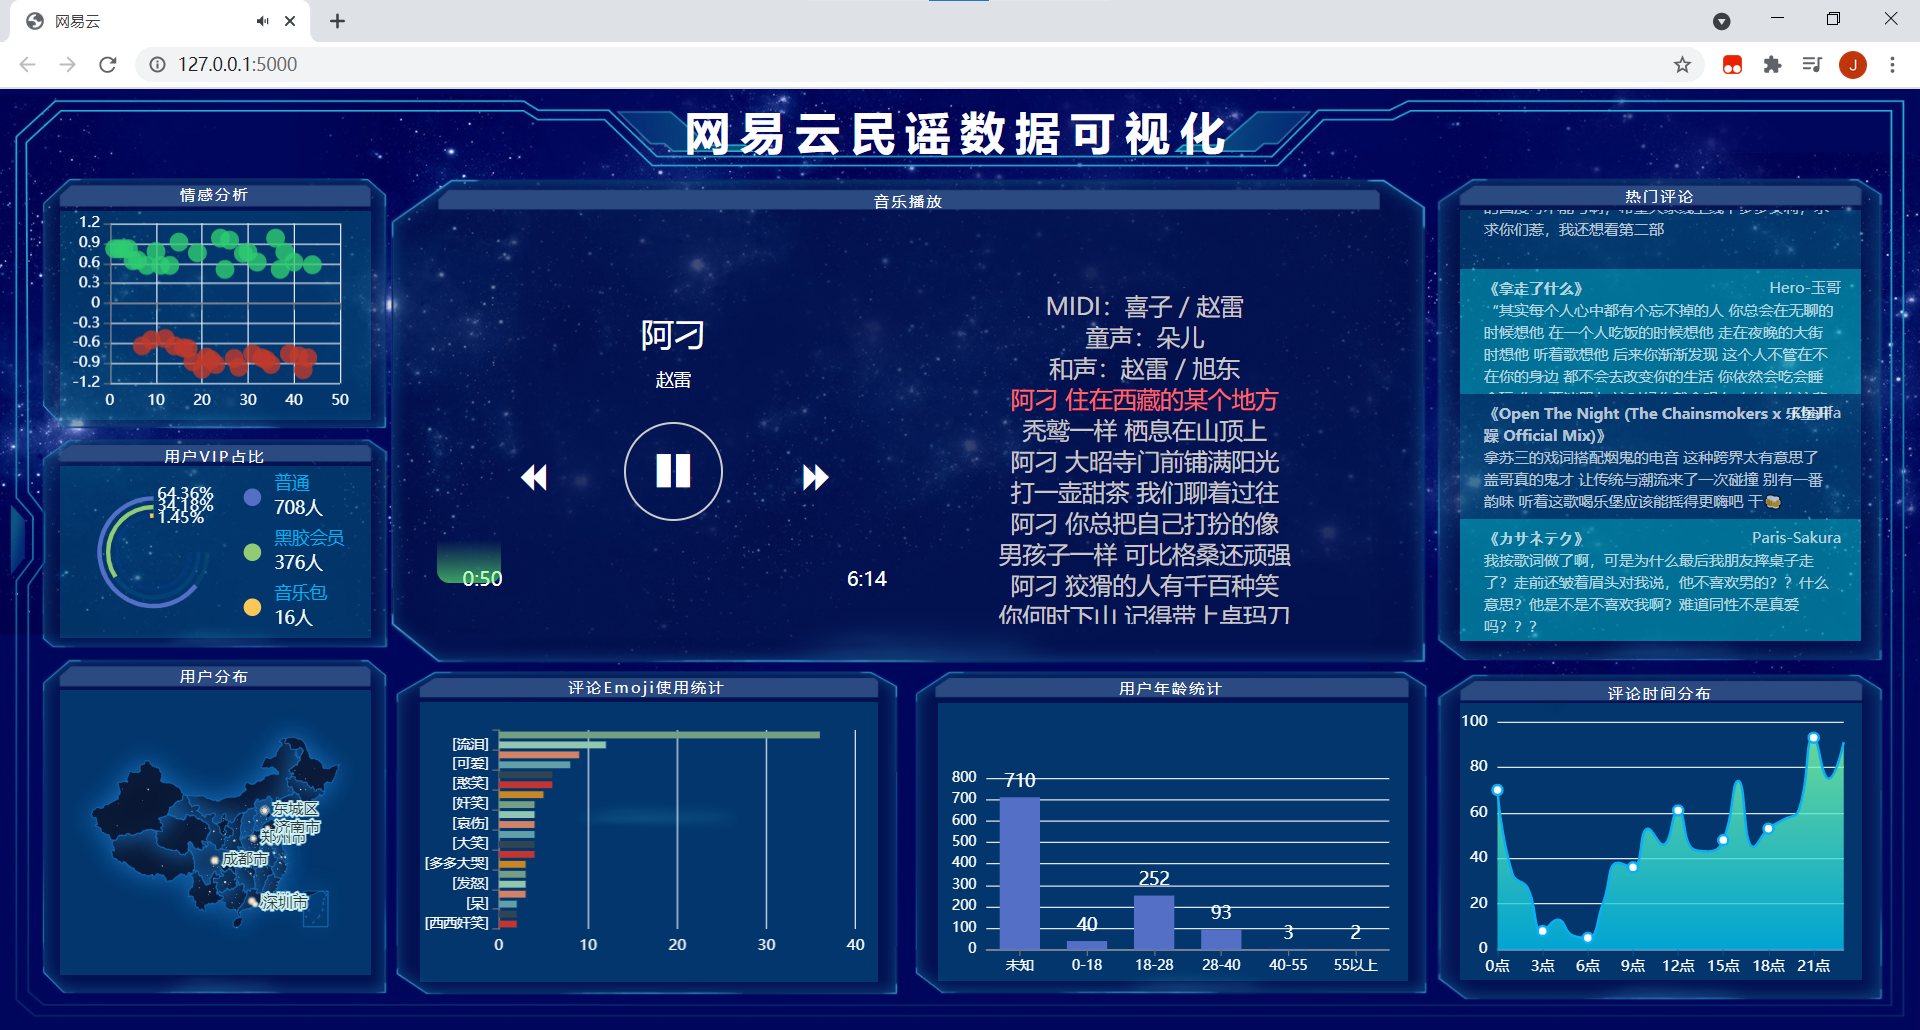 网易云
127.0.0.1:5000
J
网易云民谣数据可视化
情感分析
1.2
0.9
0.6
0.3
0
-0.3
-0.6
-0.9
-1.2
0 10 20 30 40 50
用户VIP占比
64.36%
34.18%
1.45%
普通
708人
黑胶会员
376人
音乐包
16人
用户分布
东城区
济南市
郑州市
成都市
深圳市
音乐播放
阿刁
赵雷
0:50
6:14
MIDI：喜子 / 赵雷
童声：朵儿
和声：赵雷 / 旭东
阿刁 住在西藏的某个地方
秃鹫一样 栖息在山顶上
阿刁 大昭寺门前铺满阳光
打一壶甜茶 我们聊着过往
阿刁 你总把自己打扮的像
男孩子一样 可比格桑还顽强
阿刁 狡猾的人有千百种笑
你何时下山 记得带上卓玛刀
评论Emoji使用统计
[流泪]
[可爱]
[憨笑]
[奸笑]
[哀伤]
[大笑]
[多多大哭]
[发怒]
[呆]
[西西奸笑]
0 10 20 30 40
用户年龄统计
800
700
600
500
400
300
200
100
0
710
40
252
93
3
2
未知 0-18 18-28 28-40 40-55 55以上
热门评论
求你们惹，我还想看第二部
《拿走了什么》 Hero-玉哥
“其实每个人心中都有个忘不掉的人 你总会在无聊的
时候想他 在一个人吃饭的时候想他 走在夜晚的大街
时想他 听着歌想他 后来你渐渐发现 这个人不管在不
在你的身边 都不会去改变你的生活 你依然会吃会睡
《Open The Night (The Chainsmokers x 乐堡开
躁 Official Mix)》
拿苏三的戏词搭配烟鬼的电音 这种跨界太有意思了
盖哥真的鬼才 让传统与潮流来了一次碰撞 别有一番
韵味 听着这歌喝乐堡应该能摇得更嗨吧 干🍻
《カサネテク》 Paris-Sakura
我按歌词做了啊，可是为什么最后我朋友摔桌子走
了？走前还皱着眉头对我说，他不喜欢男的？？什么
意思？他是不是不喜欢我啊？难道同性不是真爱
吗？？？
评论时间分布
100
80
60
40
20
0
0点 3点 6点 9点 12点 15点 18点 21点